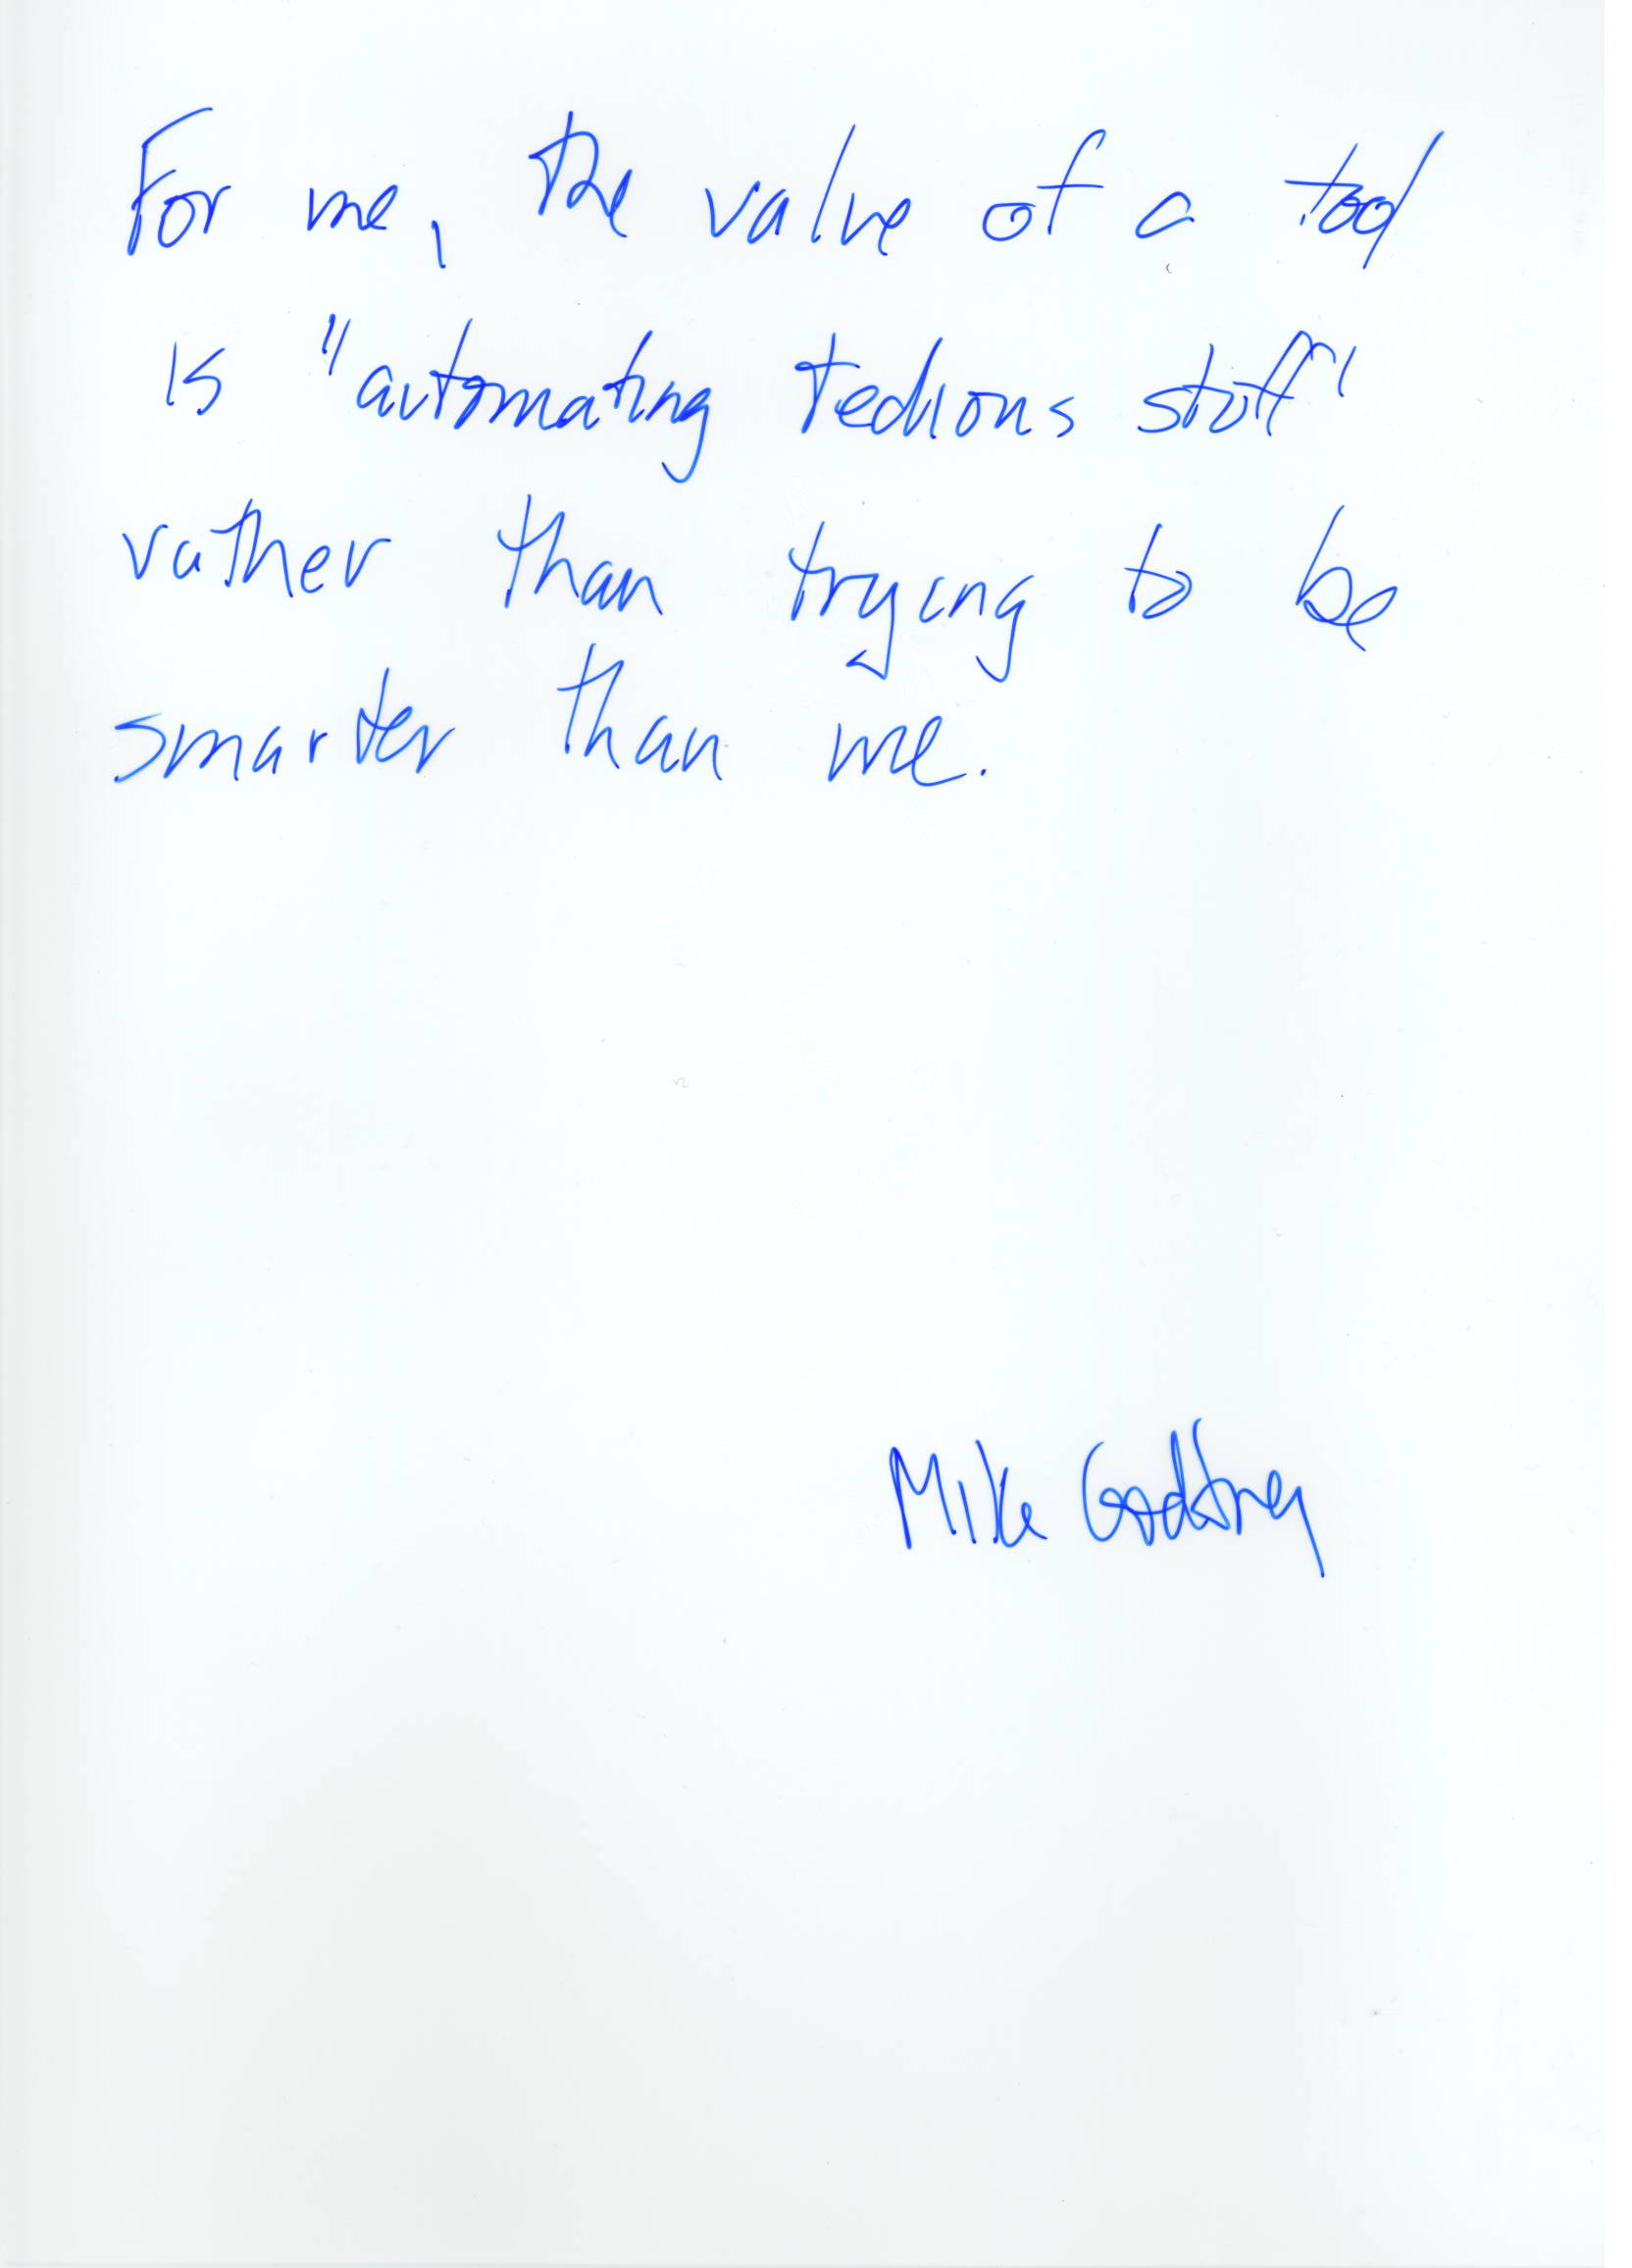 For me, the value of a tool
is "automating tedious stuff"
rather than trying to be
smarter than me.
Mike Godfrey